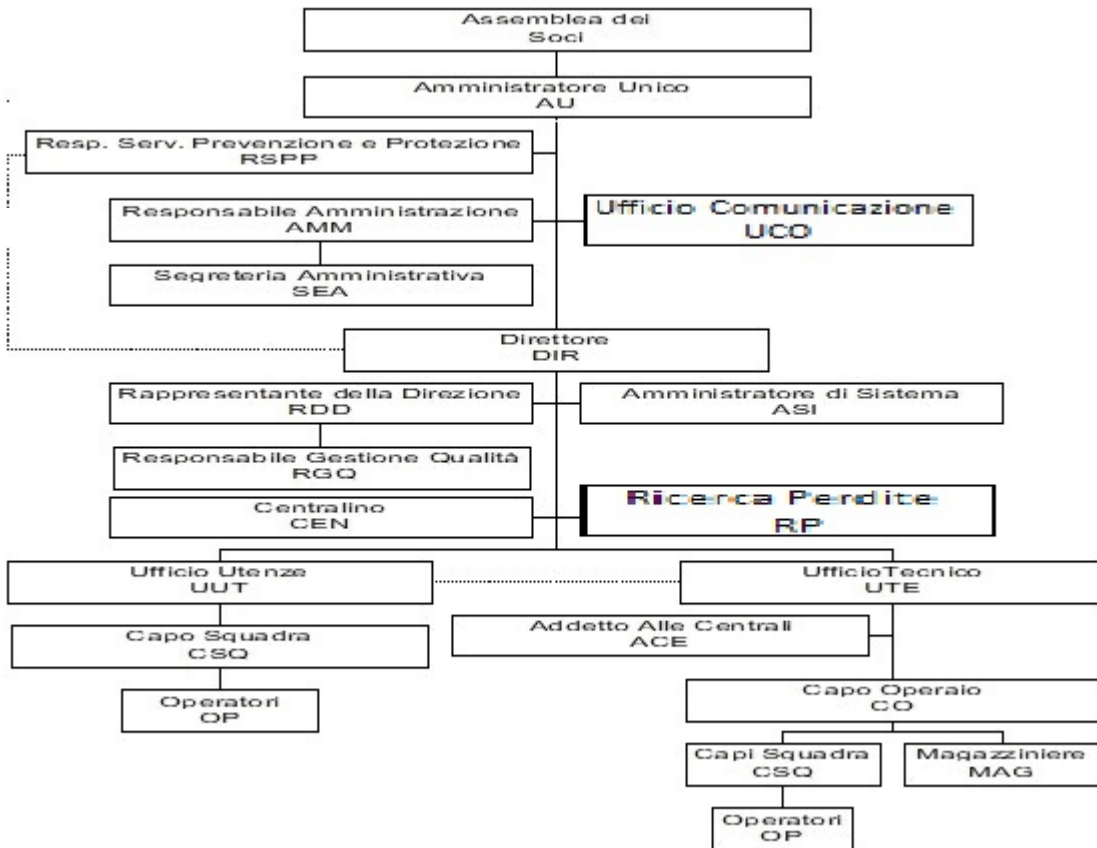 Assemblea dei
Soci
Amministratore Unico
AU
Resp. Serv. Prevenzione e Protezione
RSPP
Responsabile Amministrazione
AMM
Ufficio Comunicazione
UCO
Segreteria Amministrativa
SEA
Direttore
DIR
Rappresentante della Direzione
RDD
Amministratore di Sistema
ASI
Responsabile Gestione Qualità
RGQ
Centralino
CEN
Ricerca Perdite
RP
Ufficio Utenze
UUT
UfficioTecnico
UTE
Capo Squadra
CSQ
Addetto Alle Centrali
ACE
Operatori
OP
Capo Operaio
CO
Capi Squadra
CSQ
Magazziniere
MAG
Operatori
OP